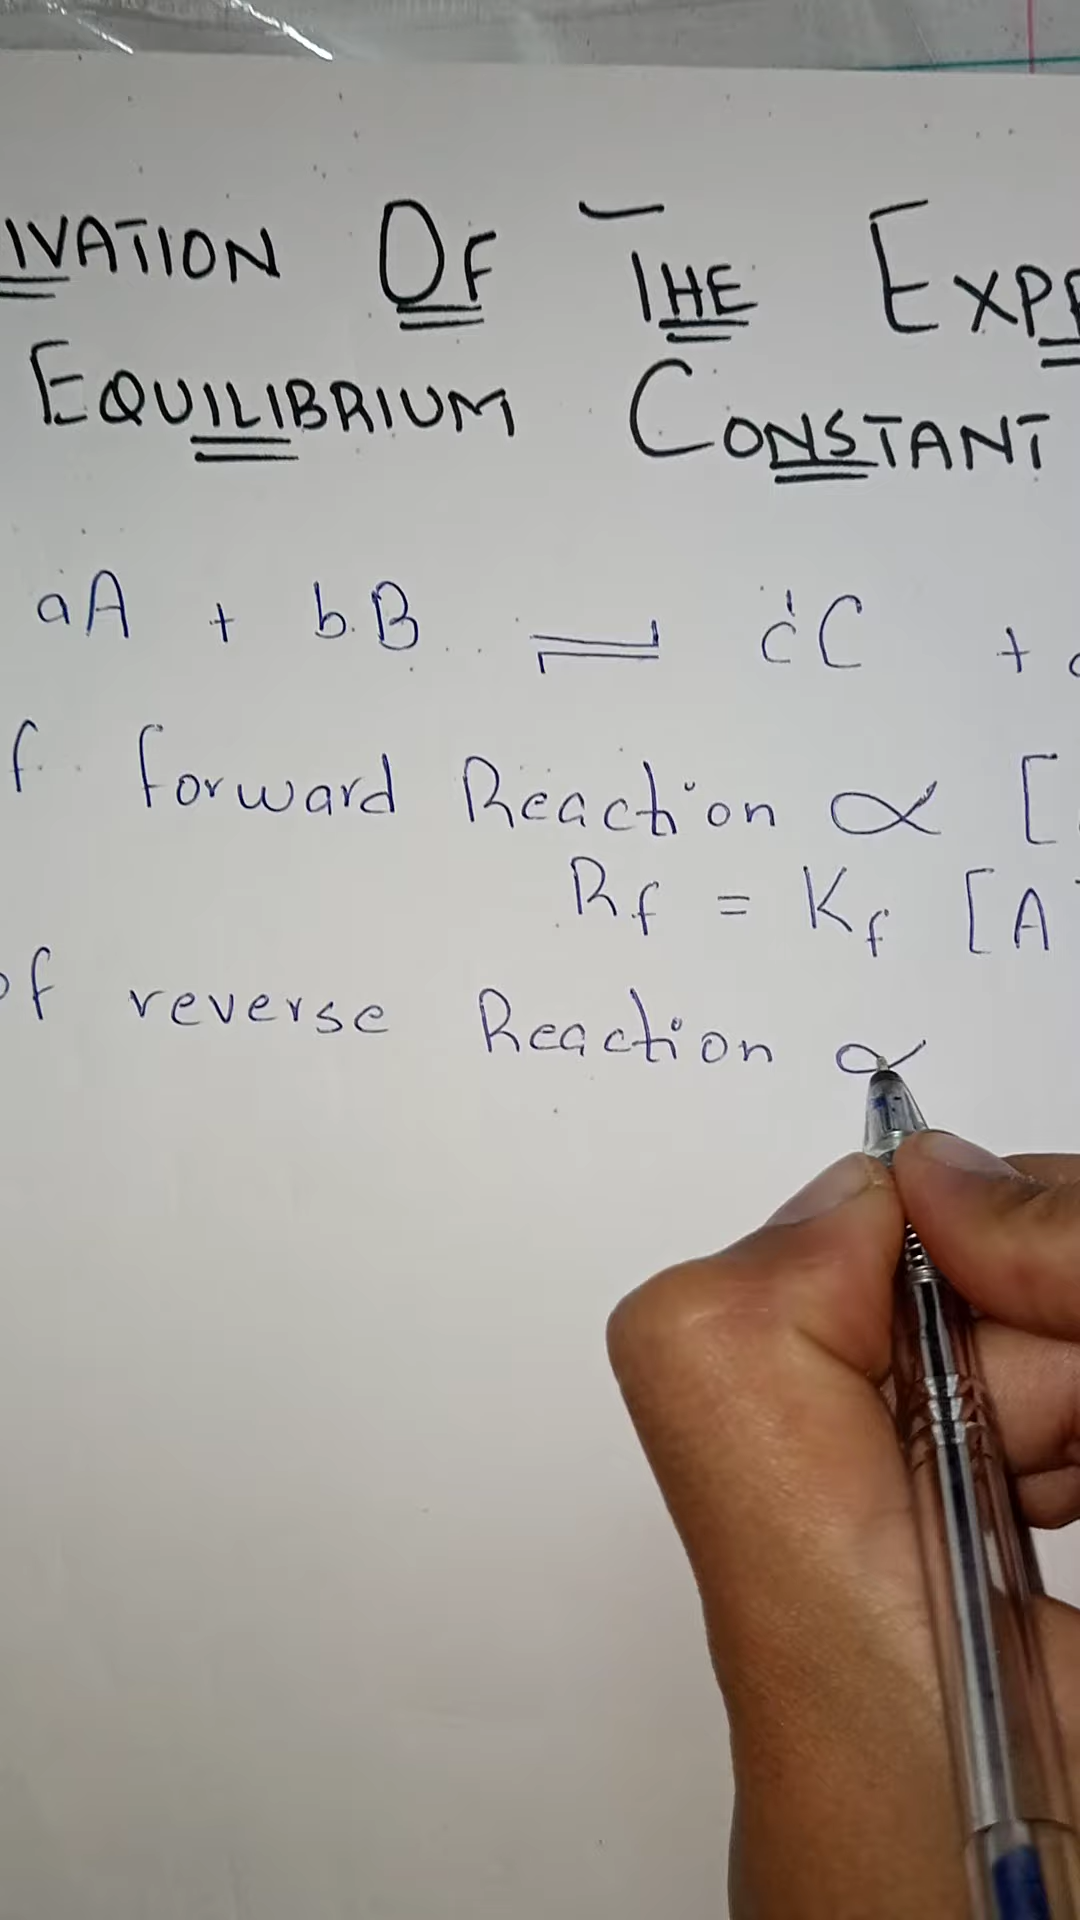 IVATION OF THE EXP
EQUILIBRIUM CONSTANT
aA + bB ⇌ cC +
f forward Reaction ∝ [
Rf = Kf [A
of reverse Reaction ∝